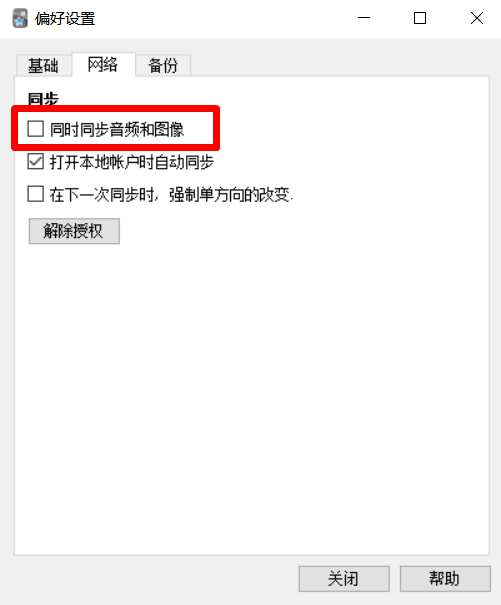 偏好设置
基础 网络 备份
同步
同时同步音频和图像
打开本地帐户时自动同步
在下一次同步时，强制单方向的改变.
解除授权
关闭 帮助